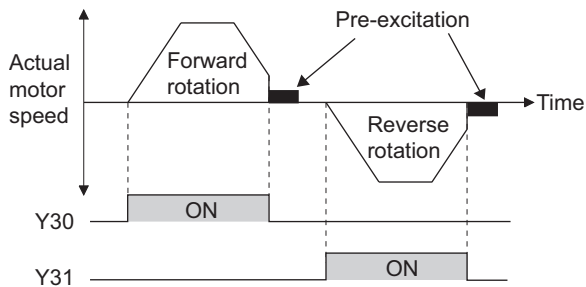 Pre-excitation
Actual
motor
speed
Forward
rotation
Time
Reverse
rotation
Y30
ON
Y31
ON